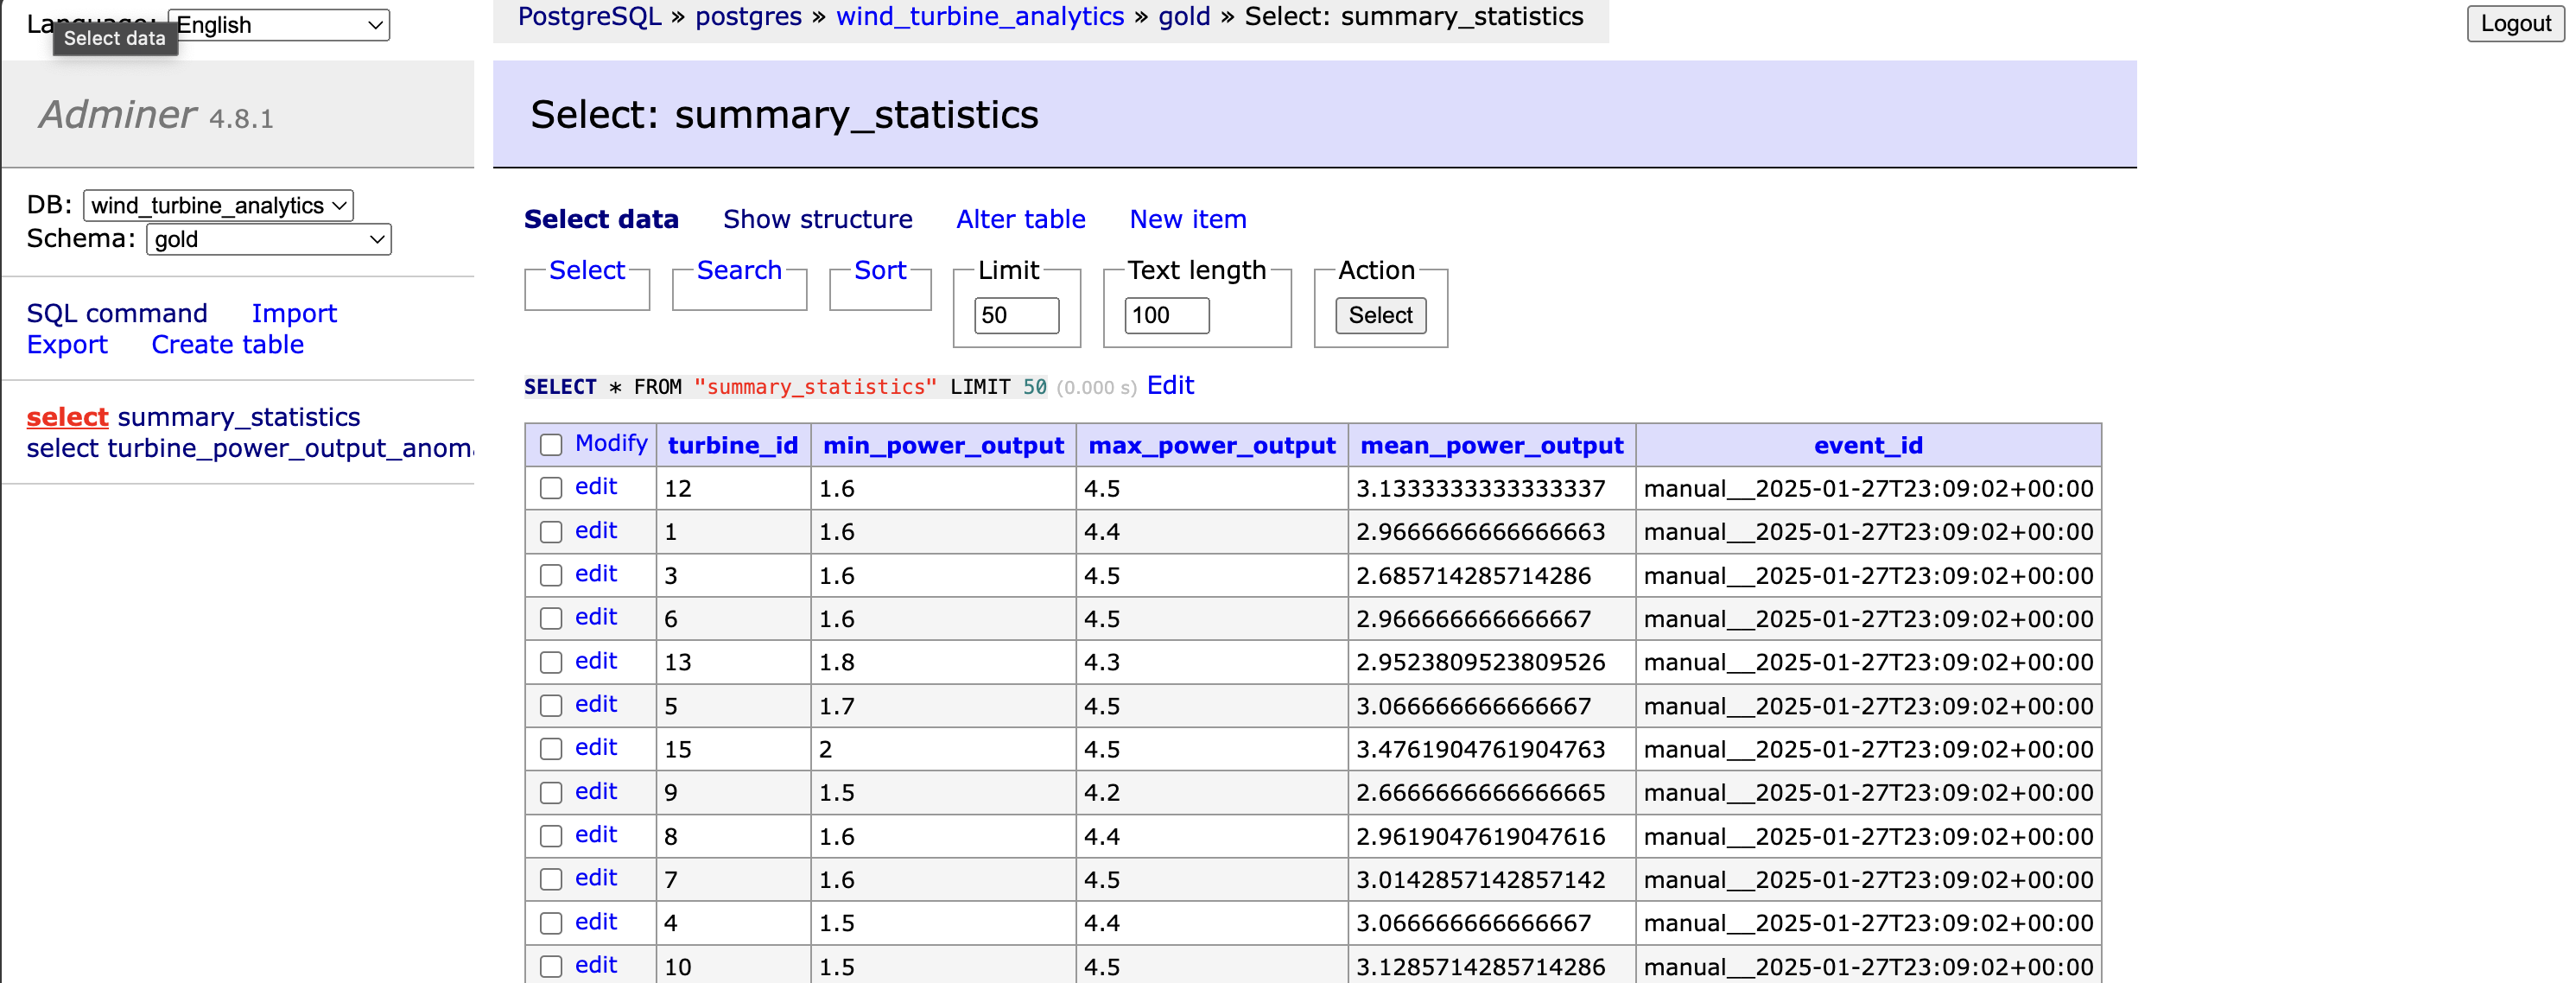 Language: English
Select data
PostgreSQL » postgres » wind_turbine_analytics » gold » Select: summary_statistics
Logout
Adminer 4.8.1
Select: summary_statistics
DB: wind_turbine_analytics
Schema: gold
SQL command Import
Export Create table
select summary_statistics
select turbine_power_output_anoma
Select data Show structure Alter table New item
Select Search Sort Limit Text length Action
50 100 Select
SELECT * FROM "summary_statistics" LIMIT 50 (0.000 s) Edit
Modify turbine_id min_power_output max_power_output mean_power_output event_id
edit 12 1.6 4.5 3.1333333333333337 manual__2025-01-27T23:09:02+00:00
edit 1 1.6 4.4 2.9666666666666663 manual__2025-01-27T23:09:02+00:00
edit 3 1.6 4.5 2.685714285714286 manual__2025-01-27T23:09:02+00:00
edit 6 1.6 4.5 2.966666666666667 manual__2025-01-27T23:09:02+00:00
edit 13 1.8 4.3 2.9523809523809526 manual__2025-01-27T23:09:02+00:00
edit 5 1.7 4.5 3.066666666666667 manual__2025-01-27T23:09:02+00:00
edit 15 2 4.5 3.4761904761904763 manual__2025-01-27T23:09:02+00:00
edit 9 1.5 4.2 2.6666666666666665 manual__2025-01-27T23:09:02+00:00
edit 8 1.6 4.4 2.9619047619047616 manual__2025-01-27T23:09:02+00:00
edit 7 1.6 4.5 3.0142857142857142 manual__2025-01-27T23:09:02+00:00
edit 4 1.5 4.4 3.066666666666667 manual__2025-01-27T23:09:02+00:00
edit 10 1.5 4.5 3.1285714285714286 manual__2025-01-27T23:09:02+00:00